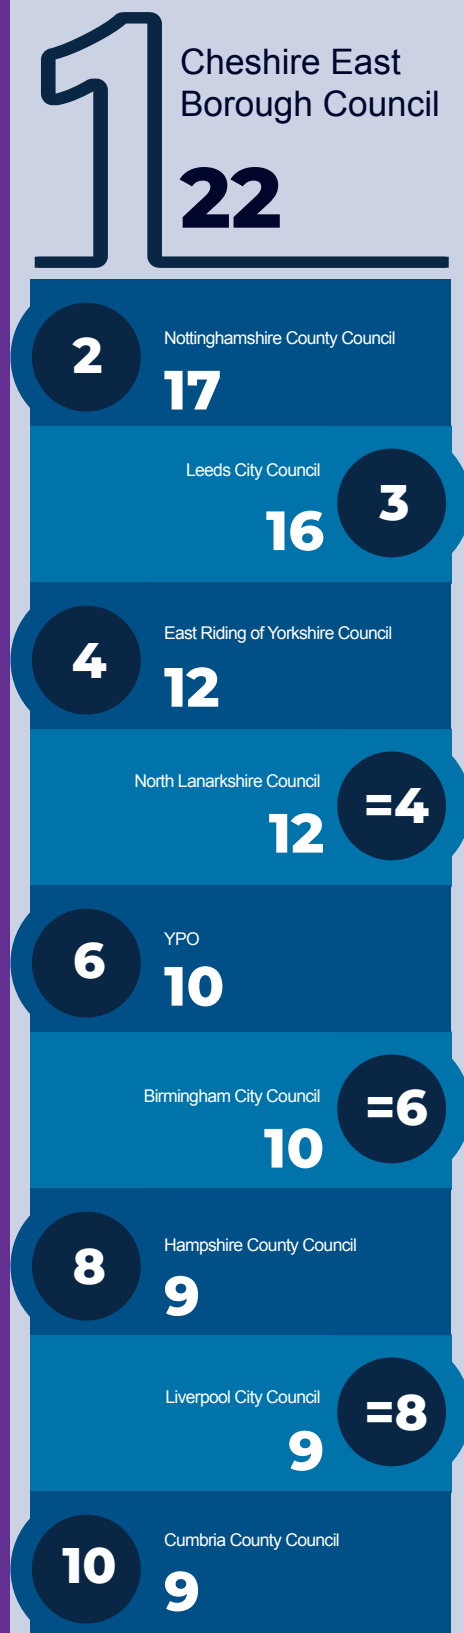 1
Cheshire East
Borough Council
22
2
Nottinghamshire County Council
17
Leeds City Council
3
16
4
East Riding of Yorkshire Council
12
North Lanarkshire Council
=4
12
6
YPO
10
Birmingham City Council
=6
10
8
Hampshire County Council
9
Liverpool City Council
=8
9
10
Cumbria County Council
9